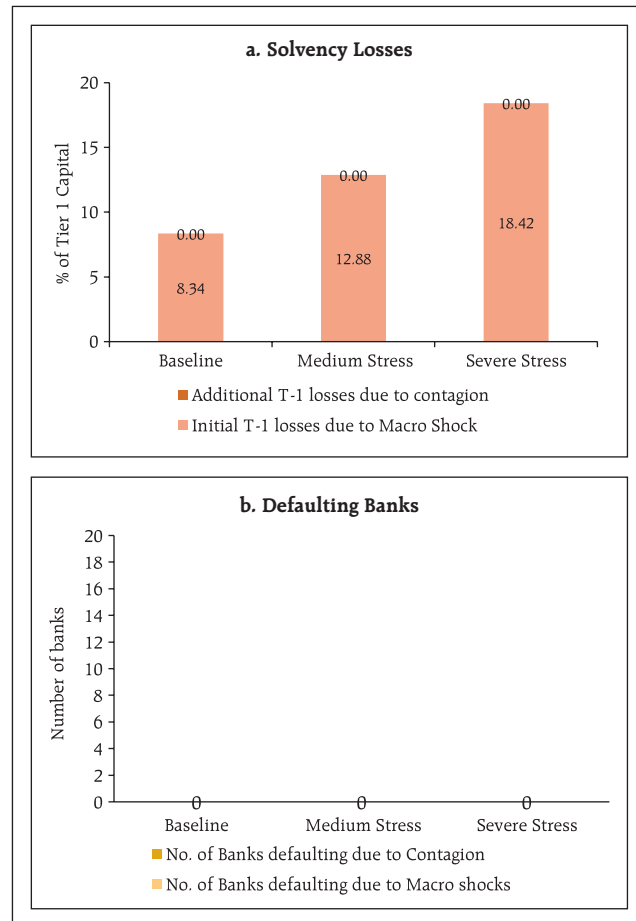 a. Solvency Losses
% of Tier 1 Capital
20
15
10
5
0
0.00
8.34
0.00
12.88
0.00
18.42
Baseline
Medium Stress
Severe Stress
Additional T-1 losses due to contagion
Initial T-1 losses due to Macro Shock
b. Defaulting Banks
Number of banks
20
18
16
14
12
10
8
6
4
2
0
0
0
0
Baseline
Medium Stress
Severe Stress
No. of Banks defaulting due to Contagion
No. of Banks defaulting due to Macro shocks